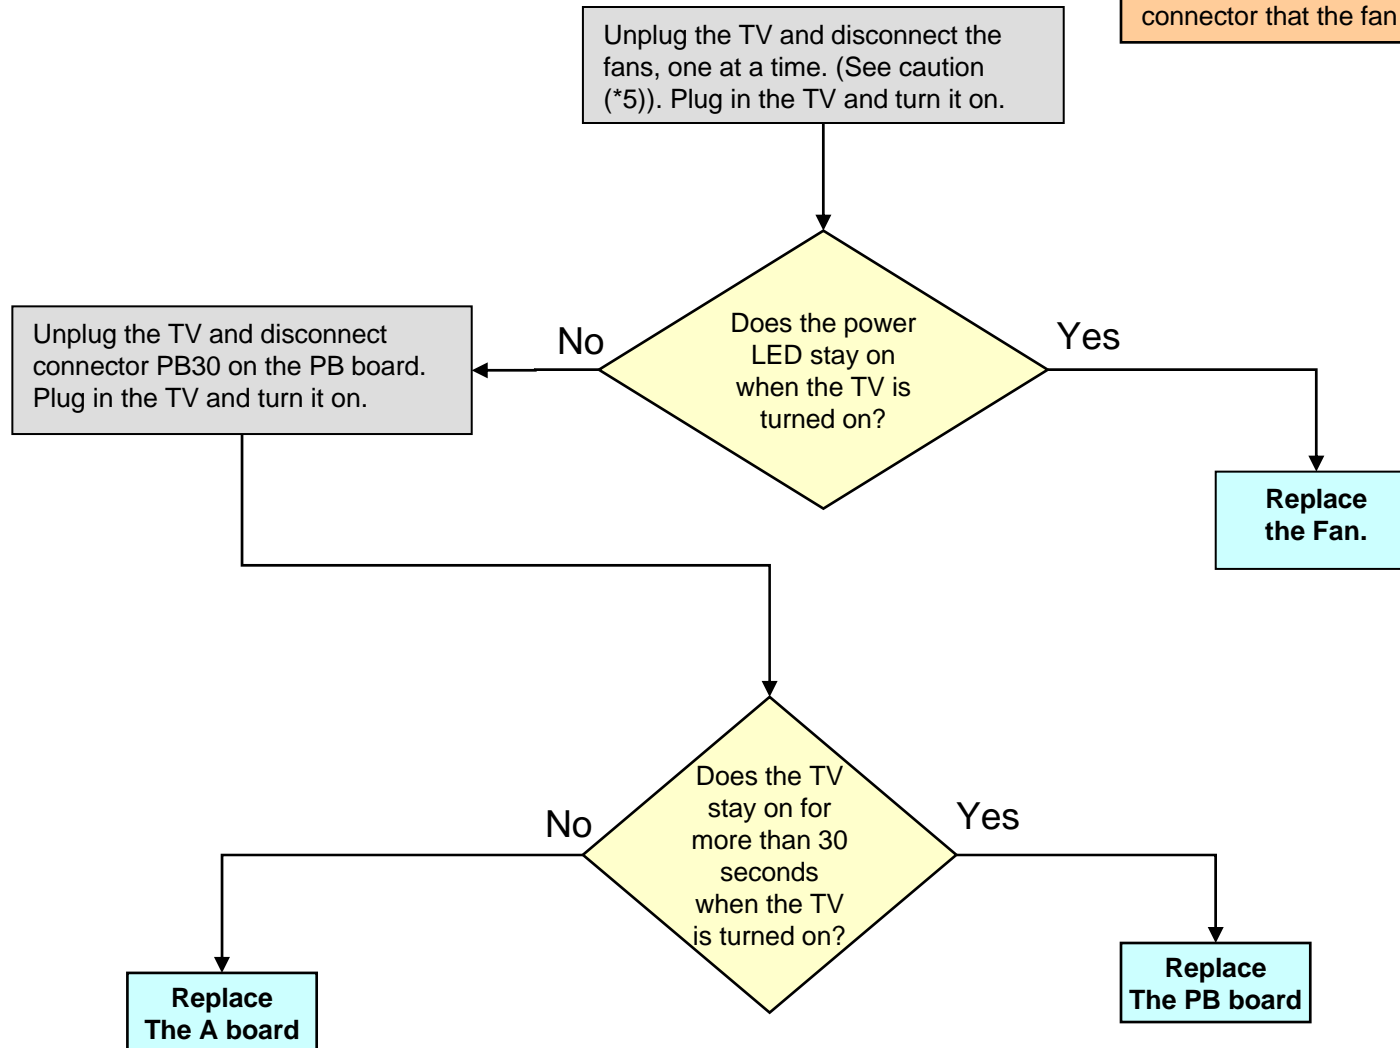 connector that the fan
Unplug the TV and disconnect the
fans, one at a time. (See caution
(*5)). Plug in the TV and turn it on.
Does the power
LED stay on
when the TV is
turned on?
No
Yes
Unplug the TV and disconnect
connector PB30 on the PB board.
Plug in the TV and turn it on.
Replace
the Fan.
Does the TV
stay on for
more than 30
seconds
when the TV
is turned on?
No
Yes
Replace
The A board
Replace
The PB board